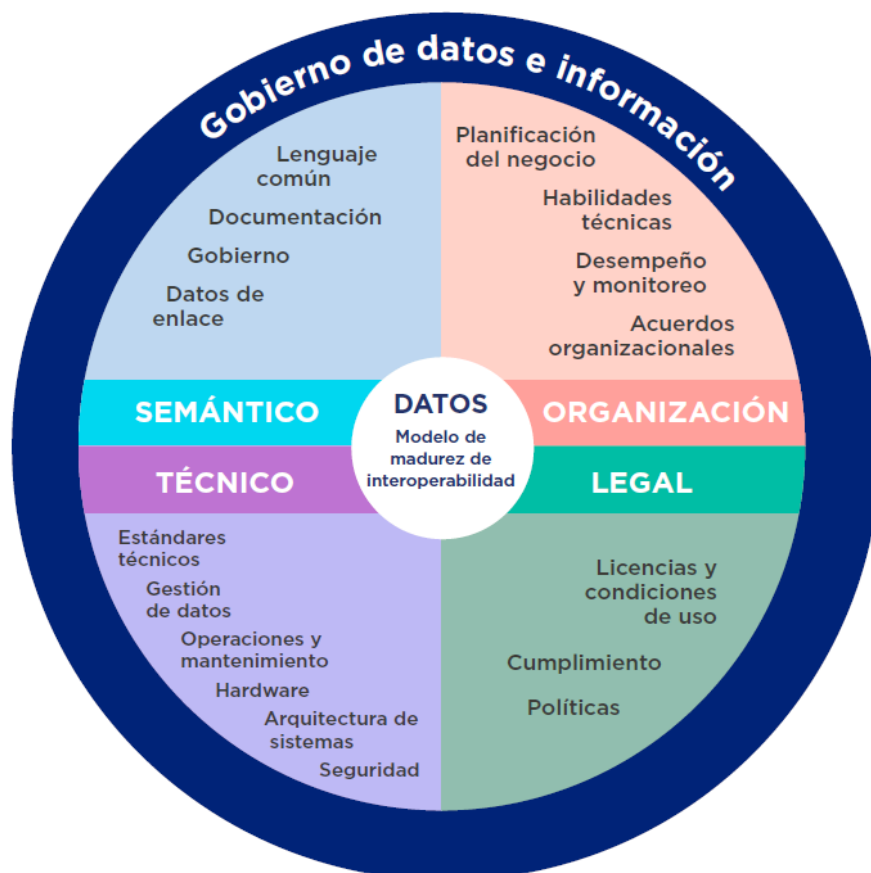 Gobierno de datos e información
Lenguaje
común
Documentación
Gobierno
Datos de
enlace
Planificación
del negocio
Habilidades
técnicas
Desempeño
y monitoreo
Acuerdos
organizacionales
SEMÁNTICO
ORGANIZACIÓN
DATOS
Modelo de
madurez de
interoperabilidad
TÉCNICO
LEGAL
Estándares
técnicos
Gestión
de datos
Operaciones y
mantenimiento
Hardware
Arquitectura de
sistemas
Seguridad
Licencias y
condiciones
de uso
Cumplimiento
Políticas